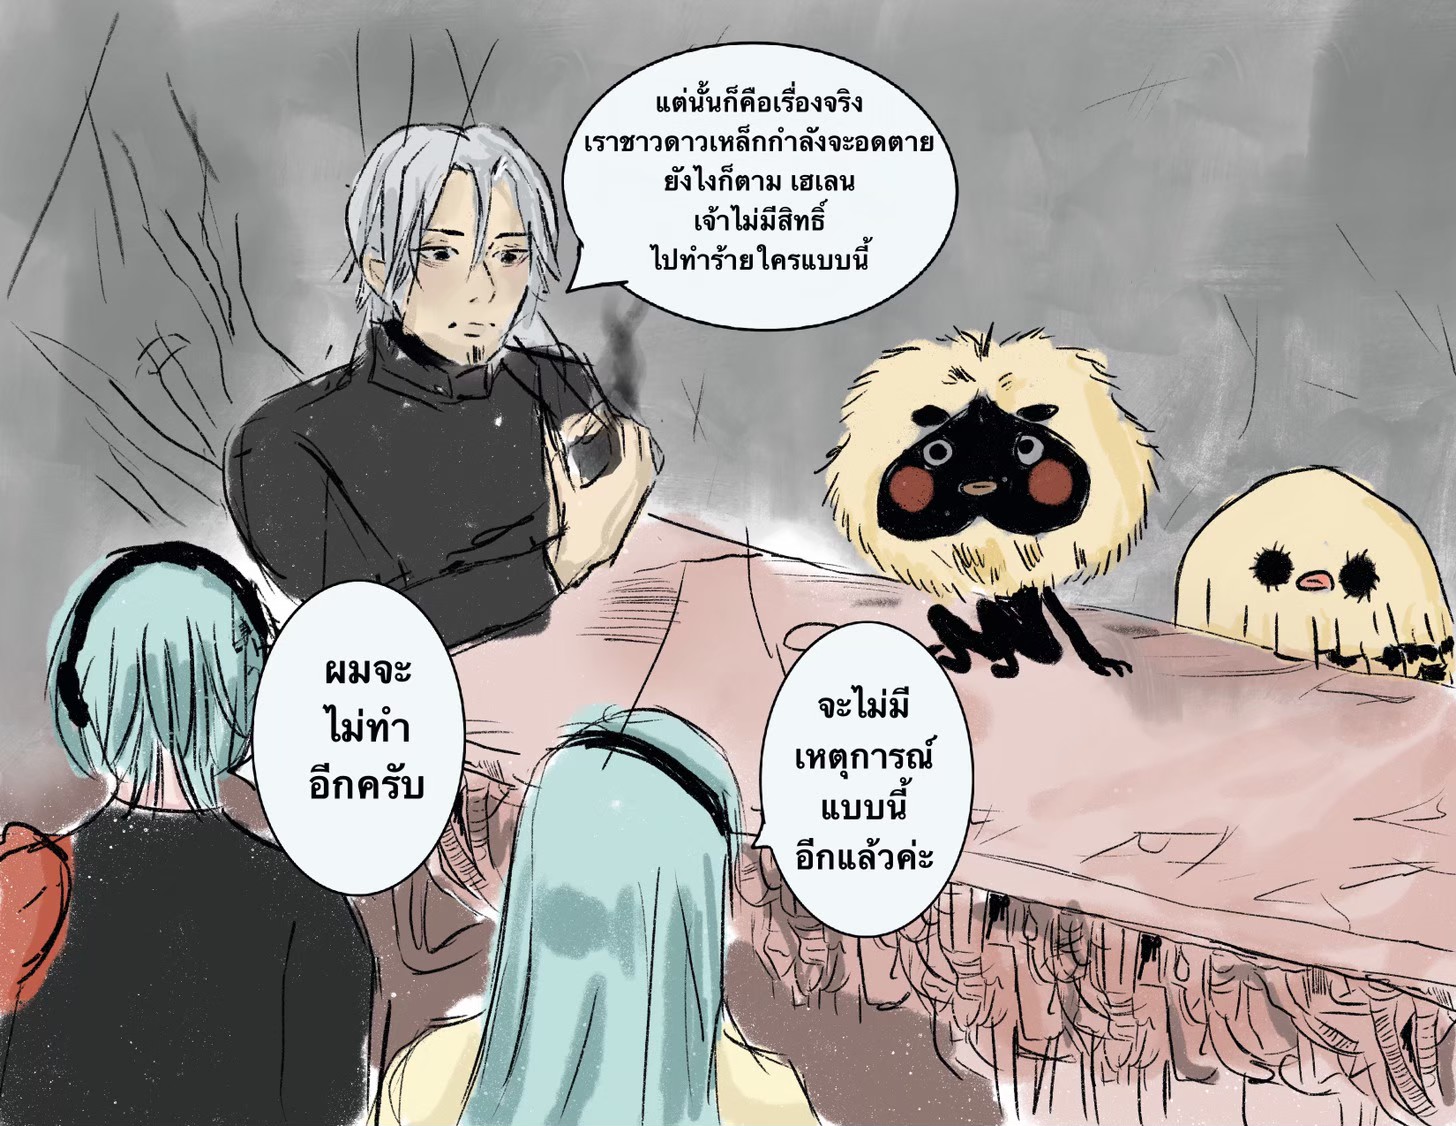 แต่นั้นก็คือเรื่องจริง
เราชาวดาวเหล็กกำลังจะอดตาย
ยังไงก็ตาม เฮเลน
เจ้าไม่มีสิทธิ์
ไปทำร้ายใครแบบนี้
ผมจะ
ไม่ทำ
อีกครับ
จะไม่มี
เหตุการณ์
แบบนี้
อีกแล้วค่ะ